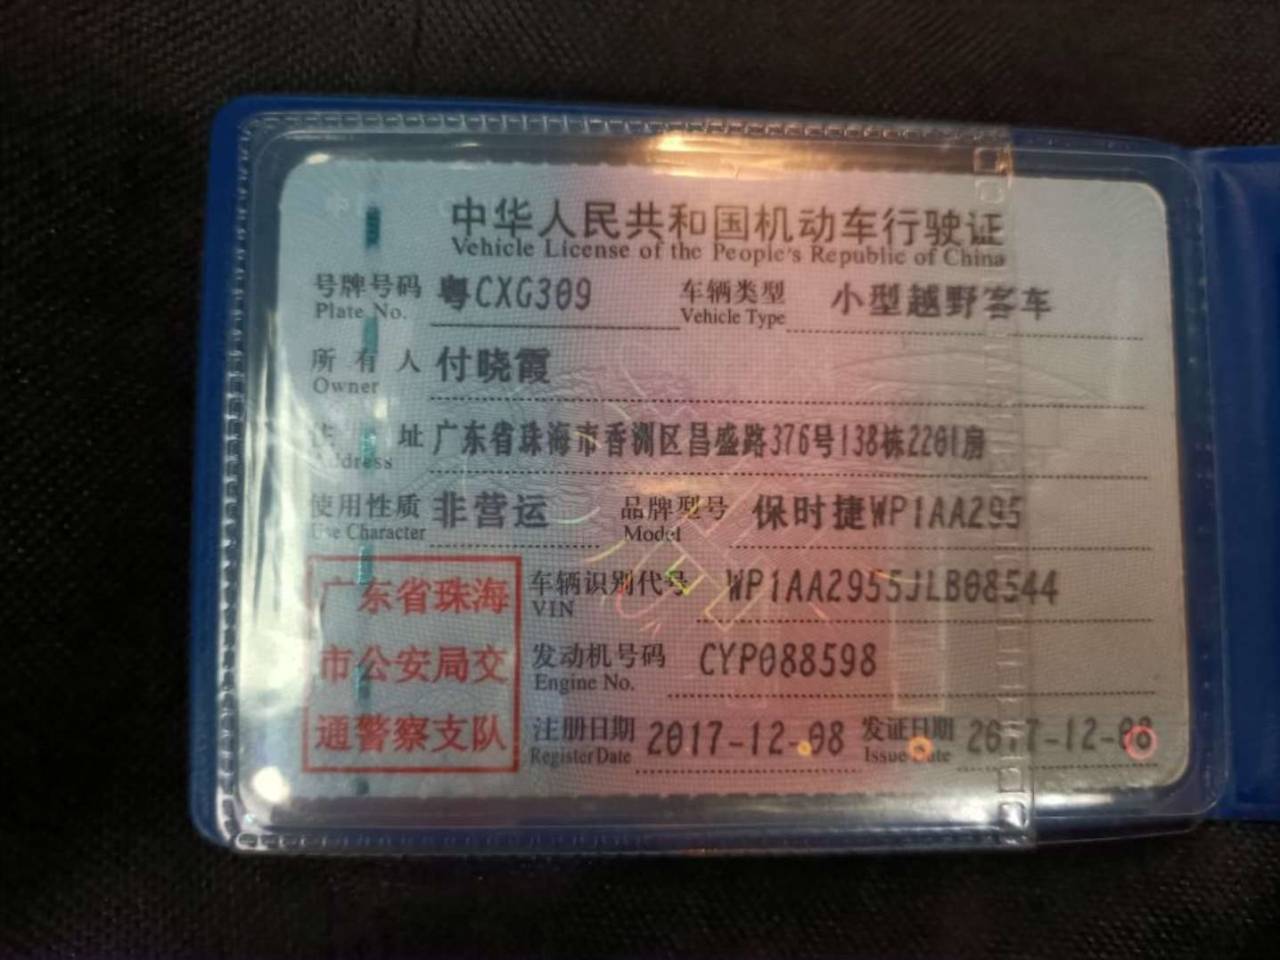 中华人民共和国机动车行驶证
Vehicle License of the People's Republic of China
号牌号码 粤CXG309 车辆类型 小型越野客车
Plate No. Vehicle Type
所有人 付晓霞
Owner
住址 广东省珠海市香洲区昌盛路376号138栋2201房
Address
使用性质 非营运 品牌型号 保时捷WP1AA295
Use Character Model
车辆识别代号 WP1AA2955JLB08544
VIN
发动机号码 CYP088598
Engine No.
注册日期 2017-12-08 发证日期 2017-12-08
Register Date Issue Date
广东省珠海
市公安局交
通警察支队